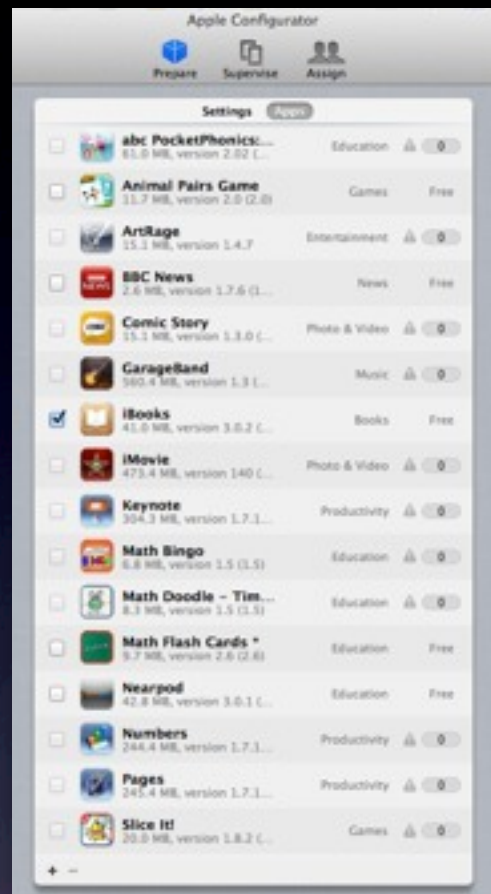 Apple Configurator
Prepare Supervise Assign
Settings Apps
abc PocketPhonics:... Education 0
61.0 MB, version 2.02 (...
Animal Pairs Game Games Free
11.7 MB, version 2.0 (2.0)
ArtRage Entertainment 0
15.1 MB, version 1.4.7
BBC News News Free
2.6 MB, version 1.7.6 (1...
Comic Story Photo & Video 0
15.1 MB, version 1.3.0 (...
GarageBand Music 0
560.4 MB, version 1.3 (...
iBooks Books Free
41.0 MB, version 3.0.2 (...
iMovie Photo & Video 0
473.4 MB, version 140 (...
Keynote Productivity 0
304.3 MB, version 1.7.1...
Math Bingo Education 0
6.8 MB, version 1.5 (1.5)
Math Doodle - Tim... Education 0
8.3 MB, version 1.5 (1.5)
Math Flash Cards * Education Free
9.7 MB, version 2.6 (2.6)
Nearpod Education Free
42.8 MB, version 3.0.1 (...
Numbers Productivity 0
244.4 MB, version 1.7.1...
Pages Productivity 0
245.4 MB, version 1.7.1...
Slice It! Games 0
20.0 MB, version 1.8.2 (...
+ -